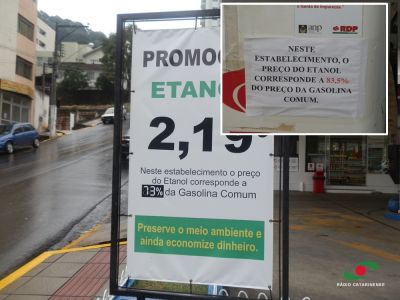 PROMOÇ
ETANO
2,19
Neste estabelecimento o preço
do Etanol corresponde a
73% da Gasolina Comum
Preserve o meio ambiente e
ainda economize dinheiro.
anp
RDP
NESTE
ESTABELECIMENTO, O
PREÇO DO ETANOL
CORRESPONDE A 83,5%
DO PREÇO DA GASOLINA
COMUM.
RÁDIO CATARINENSE